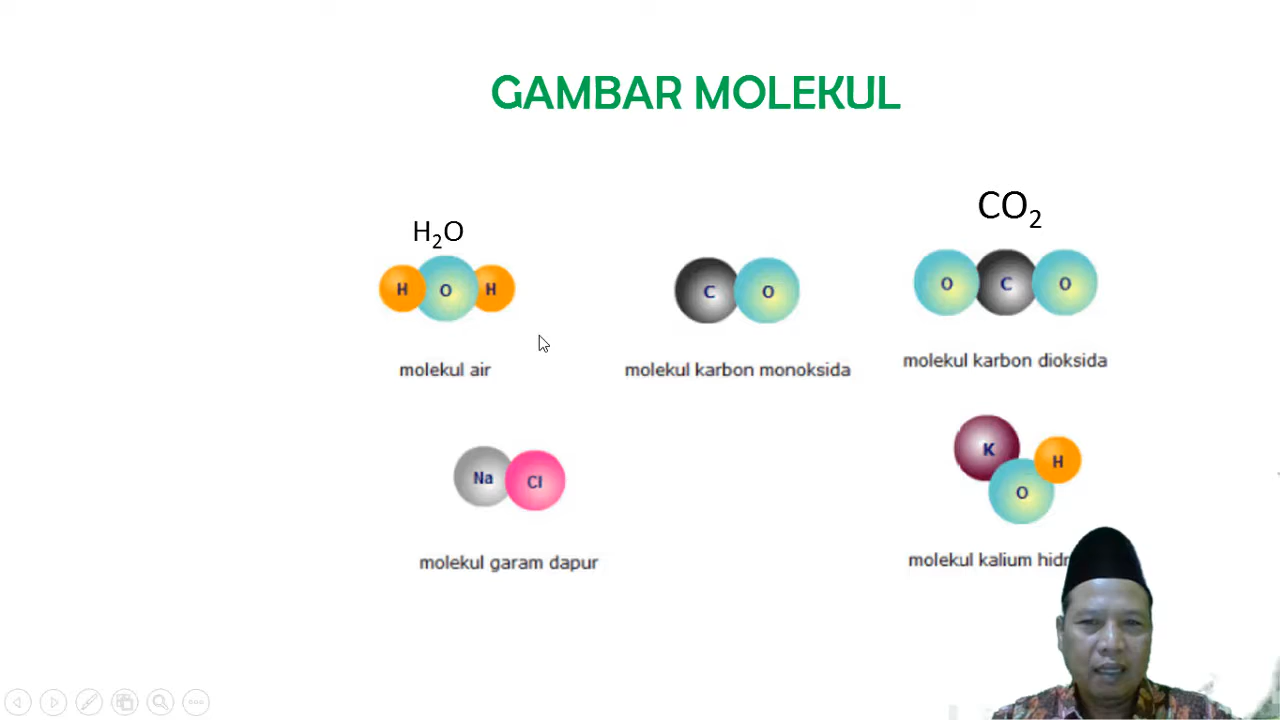 GAMBAR MOLEKUL
H₂O
CO₂
H O H
C O
O C O
molekul air
molekul karbon monoksida
molekul karbon dioksida
Na Cl
K H
O
molekul garam dapur
molekul kalium